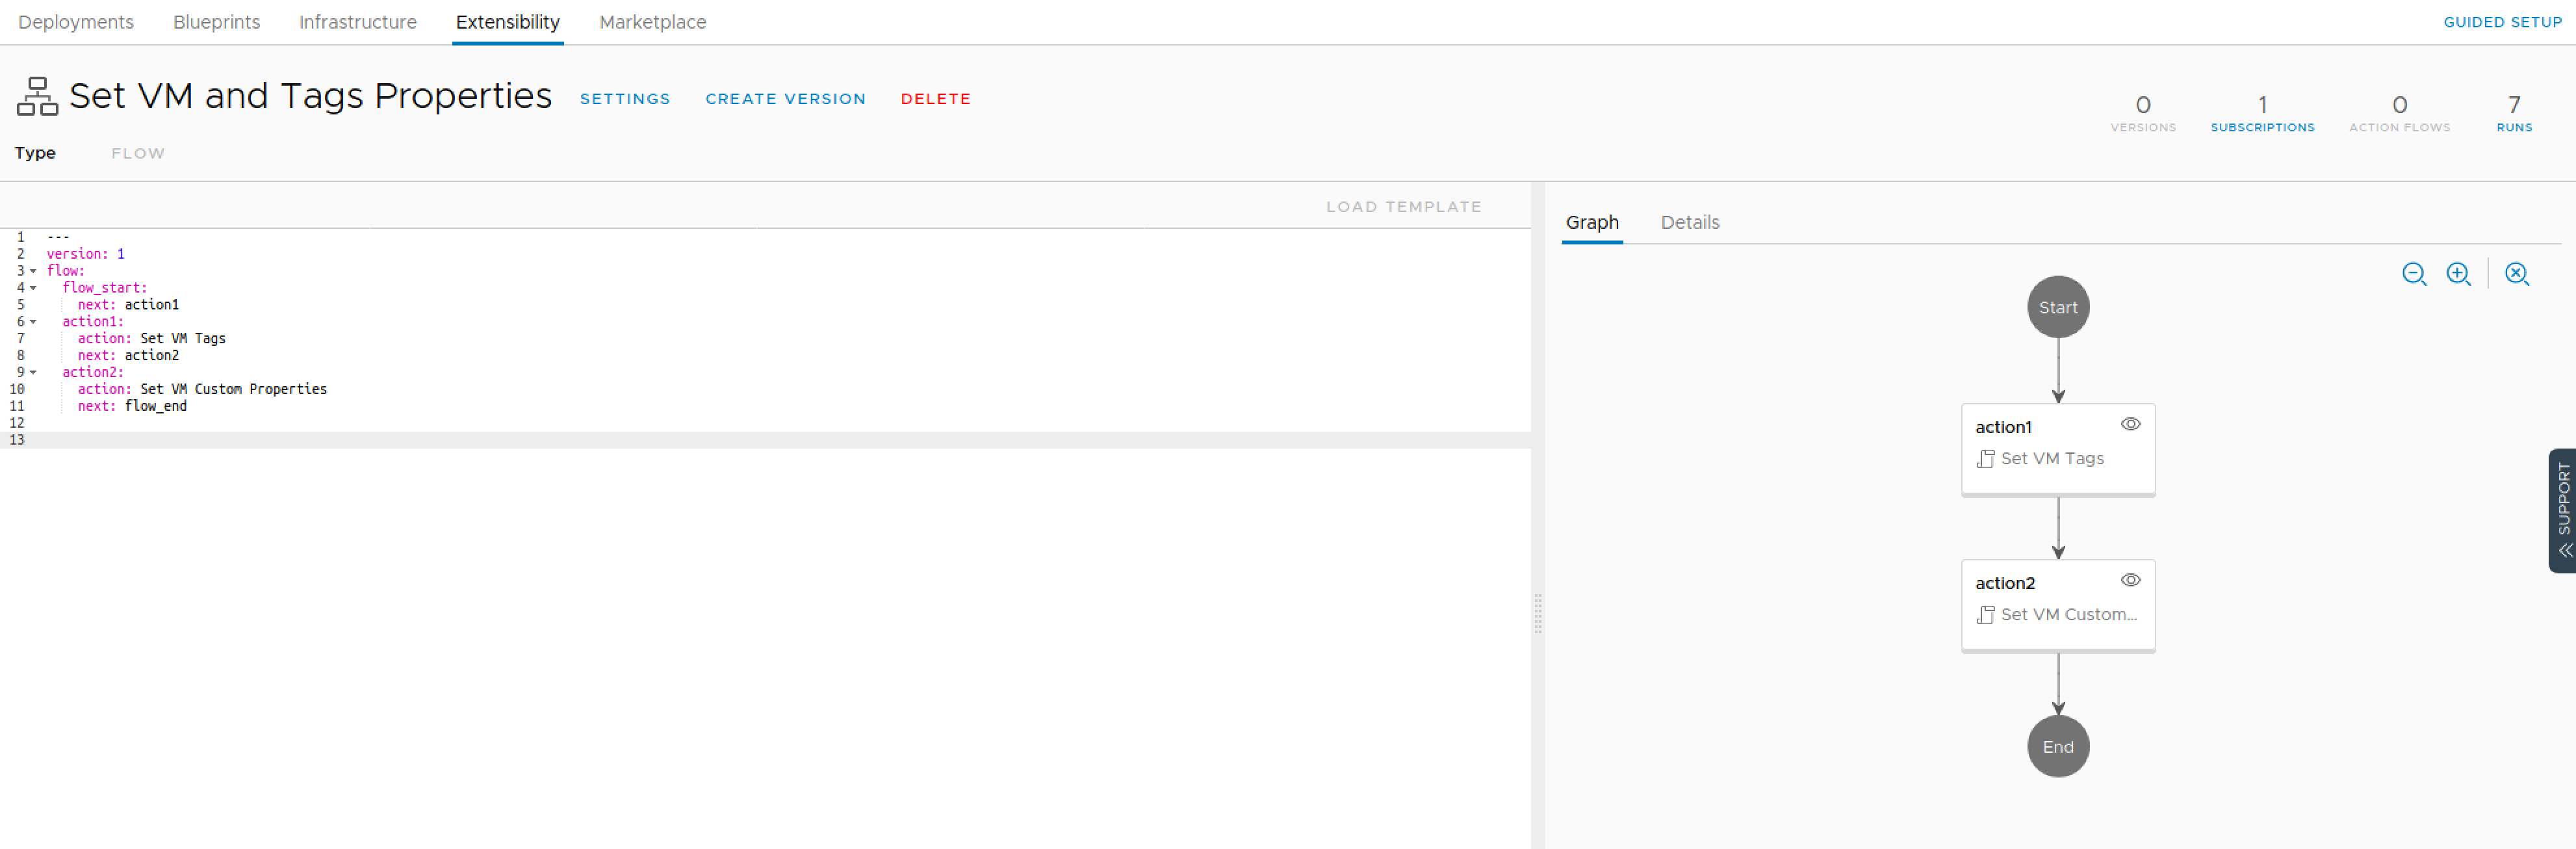 Deployments Blueprints Infrastructure Extensibility Marketplace GUIDED SETUP
Set VM and Tags Properties SETTINGS CREATE VERSION DELETE
0 1 0 7
VERSIONS SUBSCRIPTIONS ACTION FLOWS RUNS
Type FLOW
LOAD TEMPLATE
1 ---
2 version: 1
3 flow:
4 flow_start:
5 next: action1
6 action1:
7 action: Set VM Tags
8 next: action2
9 action2:
10 action: Set VM Custom Properties
11 next: flow_end
12
13
Graph Details
Start
action1
Set VM Tags
action2
Set VM Custom...
End
SUPPORT